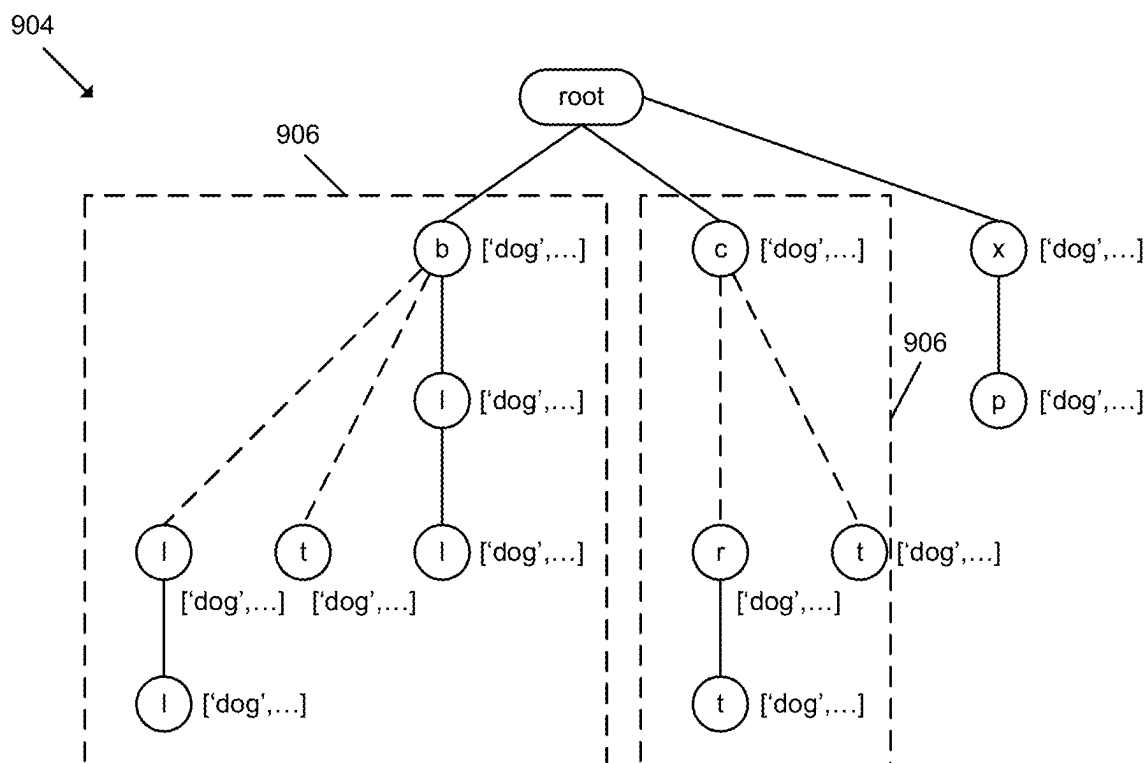 904
root
906
b ['dog',…]
c ['dog',…]
x ['dog',…]
906
l ['dog',…]
p ['dog',…]
l
t
l ['dog',…]
r
t ['dog',…]
['dog',…]
['dog',…]
['dog',…]
l ['dog',…]
t ['dog',…]